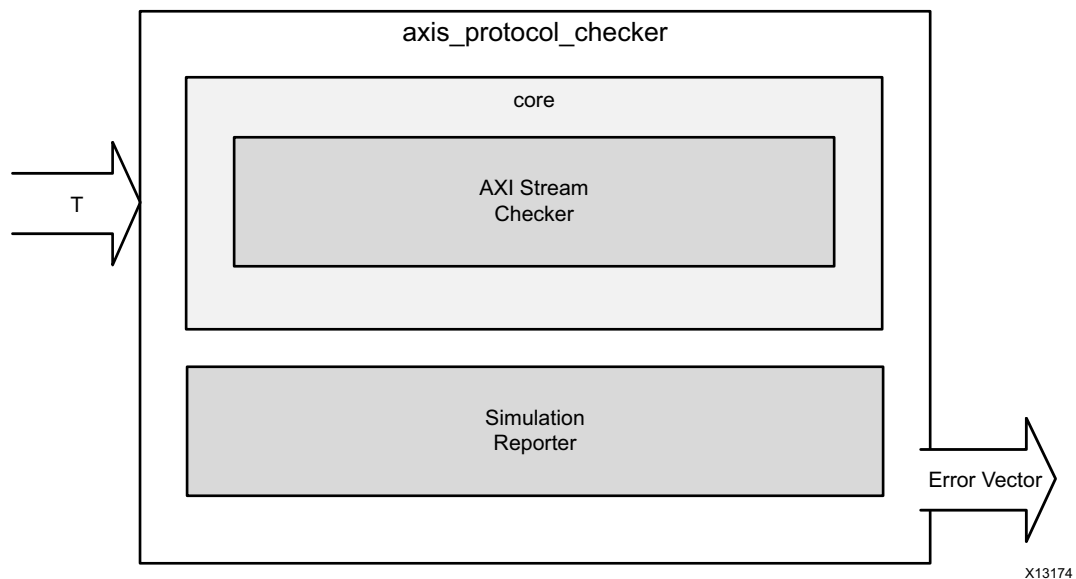 axis_protocol_checker
core
AXI Stream
Checker
T
Simulation
Reporter
Error Vector
X13174